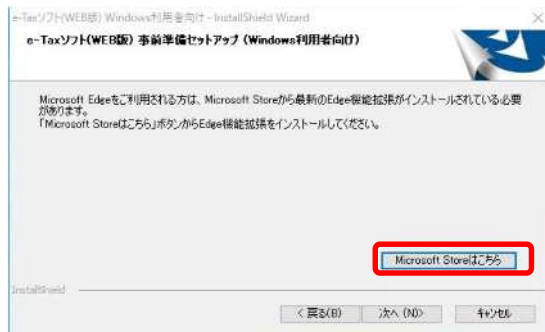 e-Taxソフト(WEB版) Windows利用者向け - InstallShield Wizard
e-Taxソフト(WEB版) 事前準備セットアップ (Windows利用者向け)
Microsoft Edgeをご利用される方は、Microsoft Storeから最新のEdge機能拡張がインストールされている必要
があります。
「Microsoft Storeはこちら」ボタンからEdge機能拡張をインストールしてください。
Microsoft Storeはこちら
InstallShield
< 戻る(B)
次へ (N)>
キャンセル